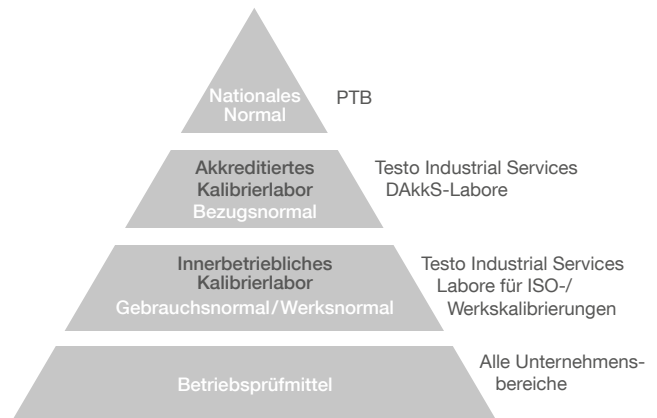 Nationales
Normal
PTB
Akkreditiertes
Kalibrierlabor
Bezugsnormal
Testo Industrial Services
DAkkS-Labore
Innerbetriebliches
Kalibrierlabor
Gebrauchsnormal/Werksnormal
Testo Industrial Services
Labore für ISO-/
Werkskalibrierungen
Betriebsprüfmittel
Alle Unternehmens-
bereiche